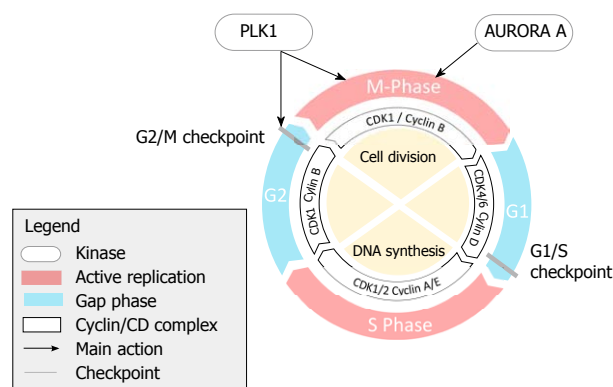 PLK1
AURORA A
M-Phase
CDK1 / Cyclin B
G2/M checkpoint
Cell division
G2
CDK1 Cylin B
CDK4/6 Cylin D
G1
DNA synthesis
G1/S
checkpoint
CDK1/2 Cyclin A/E
S Phase
Legend
Kinase
Active replication
Gap phase
Cyclin/CD complex
Main action
Checkpoint